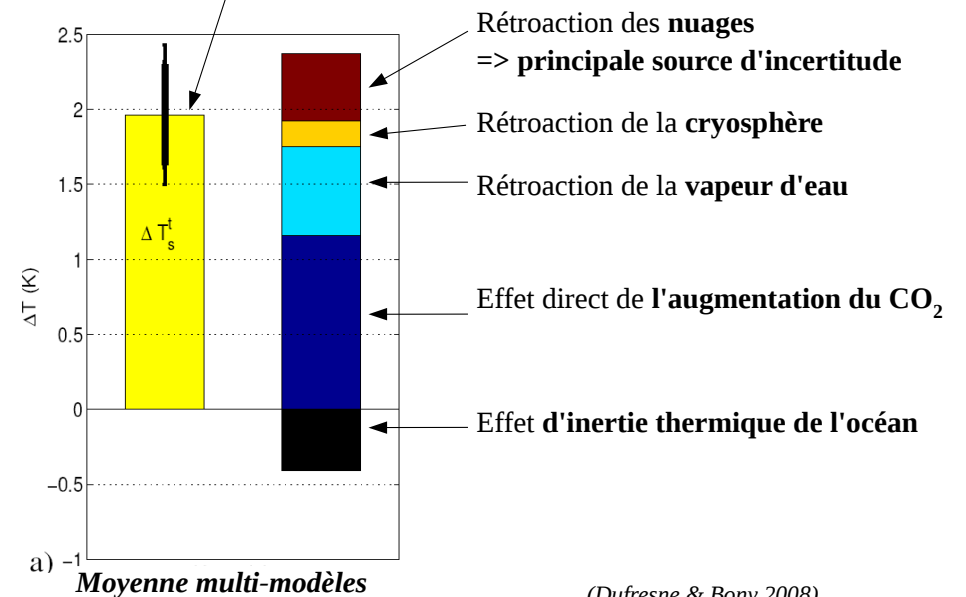 Rétroaction des nuages
=> principale source d'incertitude
Rétroaction de la cryosphère
Rétroaction de la vapeur d'eau
Effet direct de l'augmentation du CO₂
Effet d'inertie thermique de l'océan
2.5
2
1.5
1
0.5
0
−0.5
−1
ΔT (K)
Δ Tₛᵗ
a)
Moyenne multi-modèles
(Dufresne & Bony 2008)